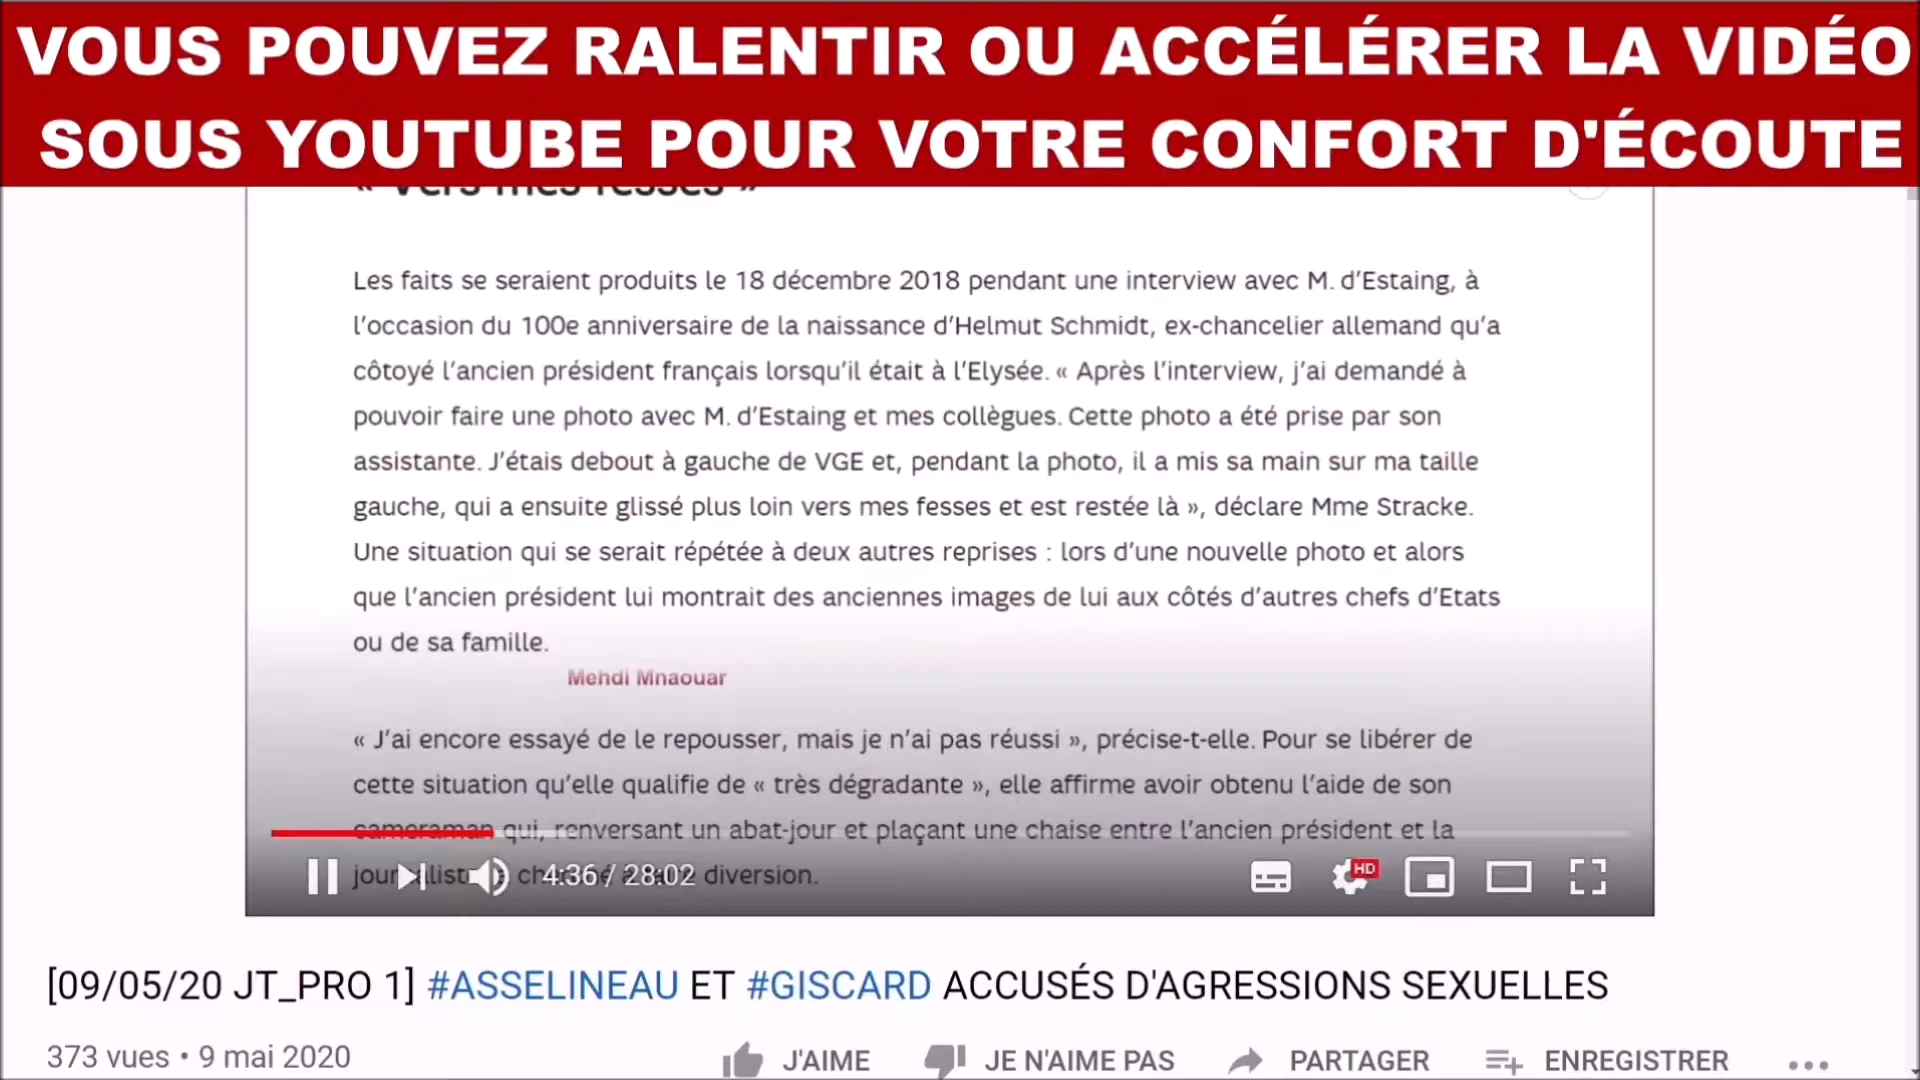 VOUS POUVEZ RALENTIR OU ACCÉLÉRER LA VIDÉO
SOUS YOUTUBE POUR VOTRE CONFORT D'ÉCOUTE
« Vers mes fesses »
Les faits se seraient produits le 18 décembre 2018 pendant une interview avec M. d'Estaing, à
l'occasion du 100e anniversaire de la naissance d'Helmut Schmidt, ex-chancelier allemand qu'a
côtoyé l'ancien président français lorsqu'il était à l'Elysée. « Après l'interview, j'ai demandé à
pouvoir faire une photo avec M. d'Estaing et mes collègues. Cette photo a été prise par son
assistante. J'étais debout à gauche de VGE et, pendant la photo, il a mis sa main sur ma taille
gauche, qui a ensuite glissé plus loin vers mes fesses et est restée là », déclare Mme Stracke.
Une situation qui se serait répétée à deux autres reprises : lors d'une nouvelle photo et alors
que l'ancien président lui montrait des anciennes images de lui aux côtés d'autres chefs d'Etats
ou de sa famille.
Mehdi Mnaouar
« J'ai encore essayé de le repousser, mais je n'ai pas réussi », précise-t-elle. Pour se libérer de
cette situation qu'elle qualifie de « très dégradante », elle affirme avoir obtenu l'aide de son
cameraman qui, renversant un abat-jour et plaçant une chaise entre l'ancien président et la
diversion.
4:36 / 28:02
HD
[09/05/20 JT_PRO 1] #ASSELINEAU ET #GISCARD ACCUSÉS D'AGRESSIONS SEXUELLES
373 vues • 9 mai 2020
J'AIME
JE N'AIME PAS
PARTAGER
ENREGISTRER